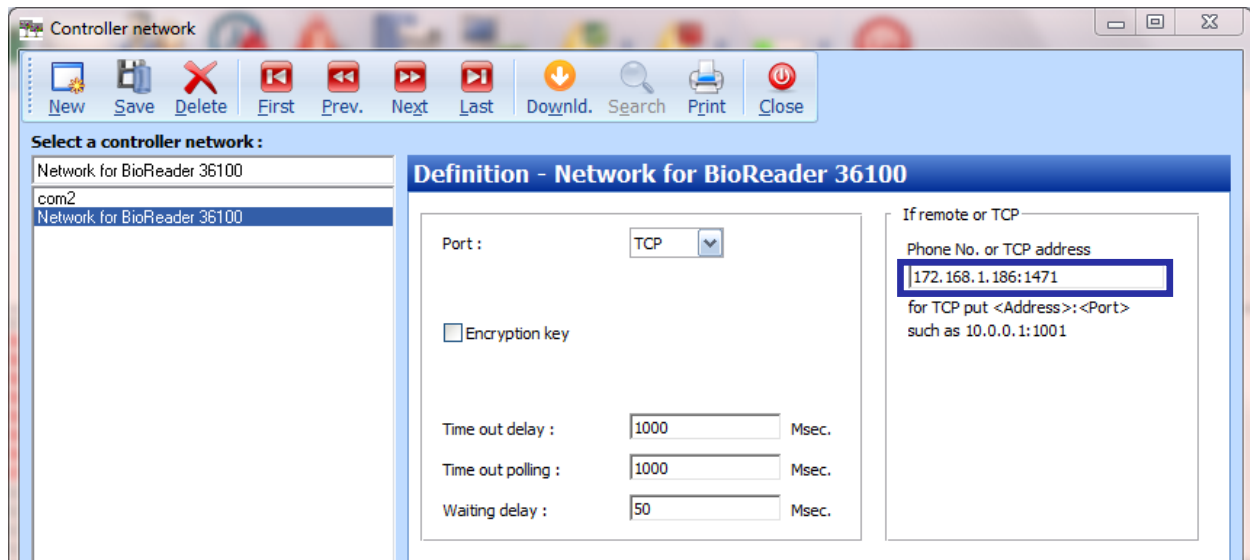 Controller network
New Save Delete First Prev. Next Last Downld. Search Print Close
Select a controller network :
Network for BioReader 36100
com2
Network for BioReader 36100
Definition - Network for BioReader 36100
Port : TCP
Encryption key
Time out delay : 1000 Msec.
Time out polling : 1000 Msec.
Waiting delay : 50 Msec.
If remote or TCP
Phone No. or TCP address
172.168.1.186:1471
for TCP put <Address>:<Port>
such as 10.0.0.1:1001